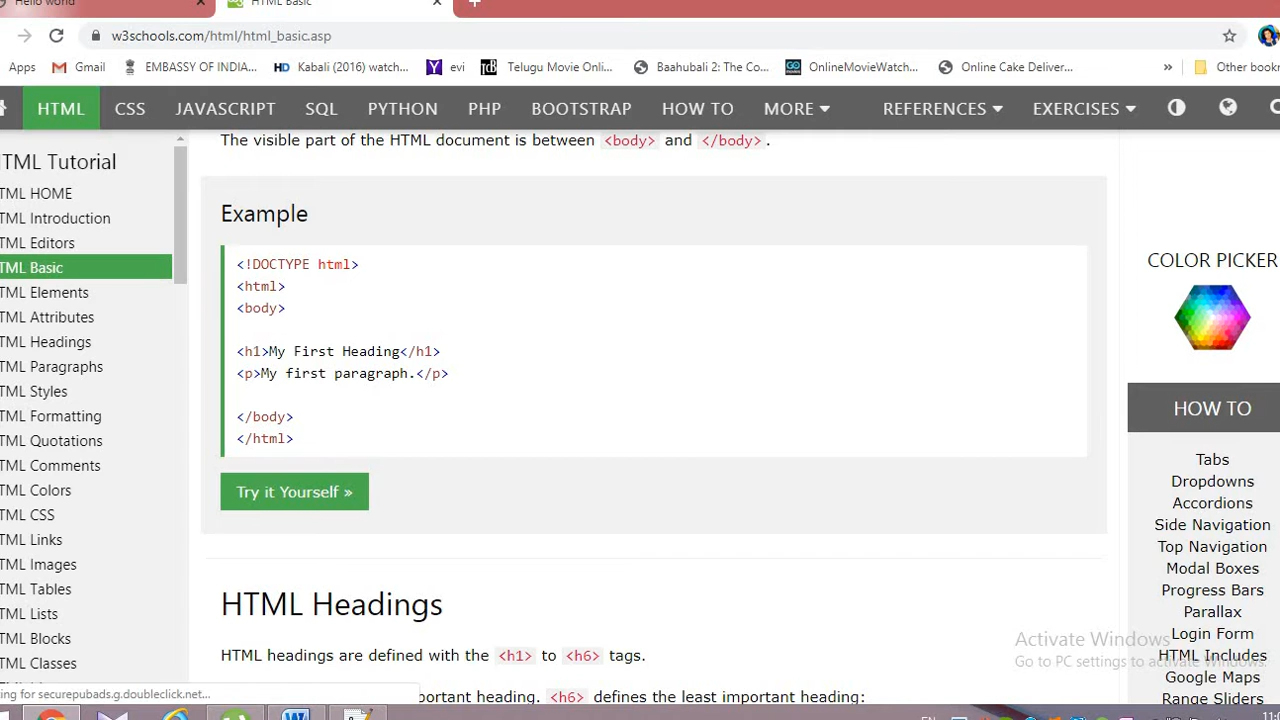 Hello world
HTML Basic
w3schools.com/html/html_basic.asp
Apps Gmail EMBASSY OF INDIA... Kabali (2016) watch... evi Telugu Movie Onli... Baahubali 2: The Co... OnlineMovieWatch... Online Cake Deliver... » Other bookr
HTML CSS JAVASCRIPT SQL PYTHON PHP BOOTSTRAP HOW TO MORE REFERENCES EXERCISES
TML Tutorial
TML HOME
TML Introduction
TML Editors
TML Basic
TML Elements
TML Attributes
TML Headings
TML Paragraphs
TML Styles
TML Formatting
TML Quotations
TML Comments
TML Colors
TML CSS
TML Links
TML Images
TML Tables
TML Lists
TML Blocks
TML Classes
The visible part of the HTML document is between <body> and </body>.
Example
<!DOCTYPE html>
<html>
<body>
<h1>My First Heading</h1>
<p>My first paragraph.</p>
</body>
</html>
Try it Yourself »
HTML Headings
HTML headings are defined with the <h1> to <h6> tags.
portant heading. <h6> defines the least important heading:
COLOR PICKER
HOW TO
Tabs
Dropdowns
Accordions
Side Navigation
Top Navigation
Modal Boxes
Progress Bars
Parallax
Login Form
HTML Includes
Google Maps
Range Sliders
Activate Windows
Go to PC settings to activate Windows.
ing for securepubads.g.doubleclick.net...
EN